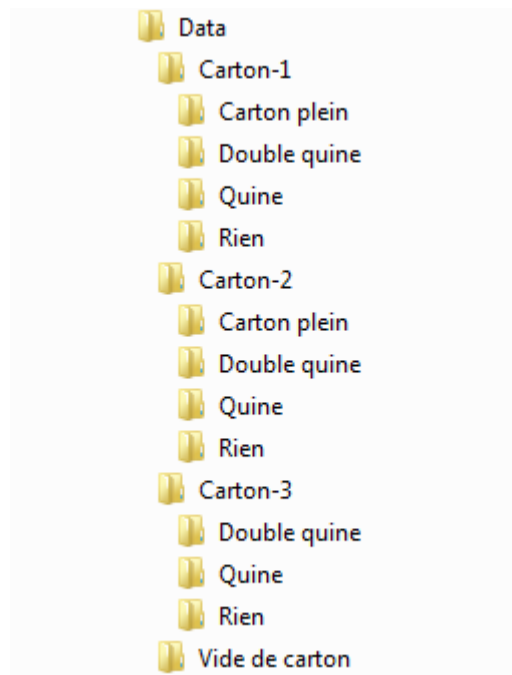 Data
Carton-1
Carton plein
Double quine
Quine
Rien
Carton-2
Carton plein
Double quine
Quine
Rien
Carton-3
Double quine
Quine
Rien
Vide de carton